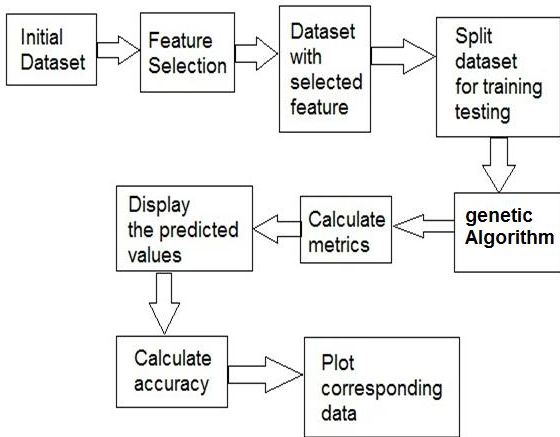 Initial
Dataset
Feature
Selection
Dataset
with
selected
feature
Split
dataset
for training
testing
genetic
Algorithm
Calculate
metrics
Display
the predicted
values
Calculate
accuracy
Plot
corresponding
data